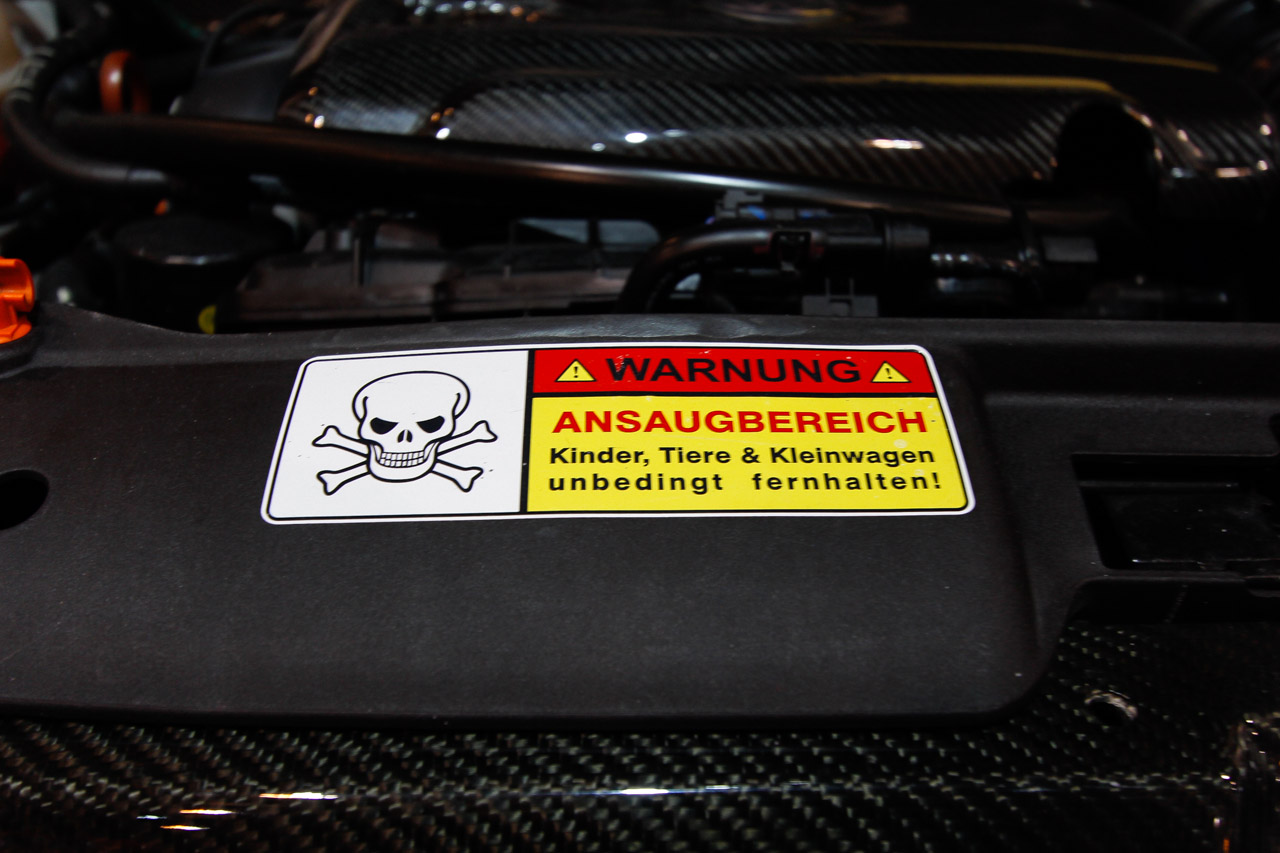 WARNUNG
ANSAUGBEREICH
Kinder, Tiere & Kleinwagen
unbedingt fernhalten!